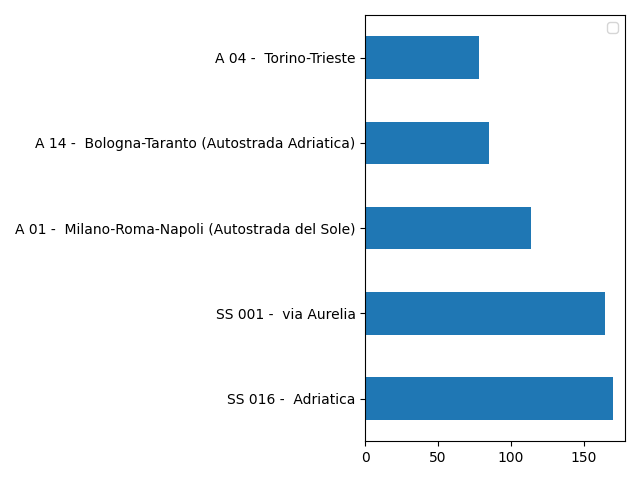 A 04 -  Torino-Trieste
A 14 -  Bologna-Taranto (Autostrada Adriatica)
A 01 -  Milano-Roma-Napoli (Autostrada del Sole)
SS 001 -  via Aurelia
SS 016 -  Adriatica
0 50 100 150